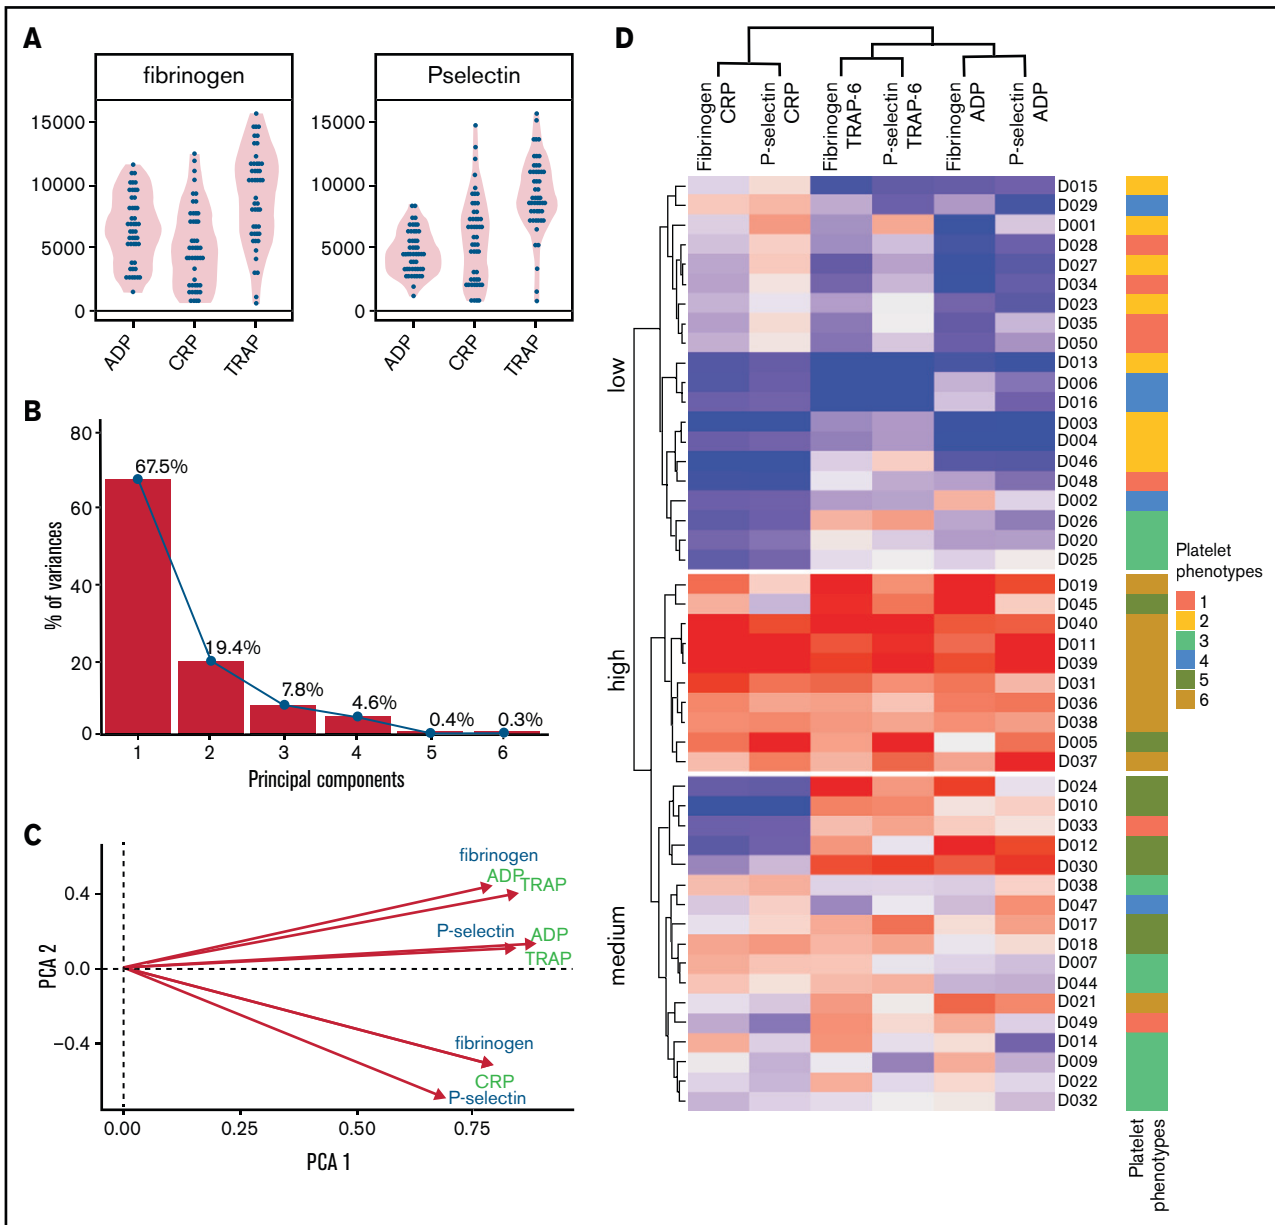 A
fibrinogen
Pselectin
15000
10000
5000
0
15000
10000
5000
0
ADP
CRP
TRAP
ADP
CRP
TRAP
B
% of variances
80
60
40
20
0
67.5%
19.4%
7.8%
4.6%
0.4%
0.3%
1
2
3
4
5
6
Principal components
C
PCA 2
0.4
0.0
−0.4
fibrinogen
ADP
TRAP
P-selectin
ADP
TRAP
fibrinogen
CRP
P-selectin
0.00
0.25
0.50
0.75
PCA 1
D
Fibrinogen
CRP
P-selectin
CRP
Fibrinogen
TRAP-6
P-selectin
TRAP-6
Fibrinogen
ADP
P-selectin
ADP
low
high
medium
D015
D029
D001
D028
D027
D034
D023
D035
D050
D013
D006
D016
D003
D004
D046
D048
D002
D026
D020
D025
D019
D045
D040
D011
D039
D031
D036
D038
D005
D037
D024
D010
D033
D012
D030
D038
D047
D017
D018
D007
D044
D021
D049
D014
D009
D022
D032
Platelet
phenotypes
Platelet
phenotypes
1
2
3
4
5
6